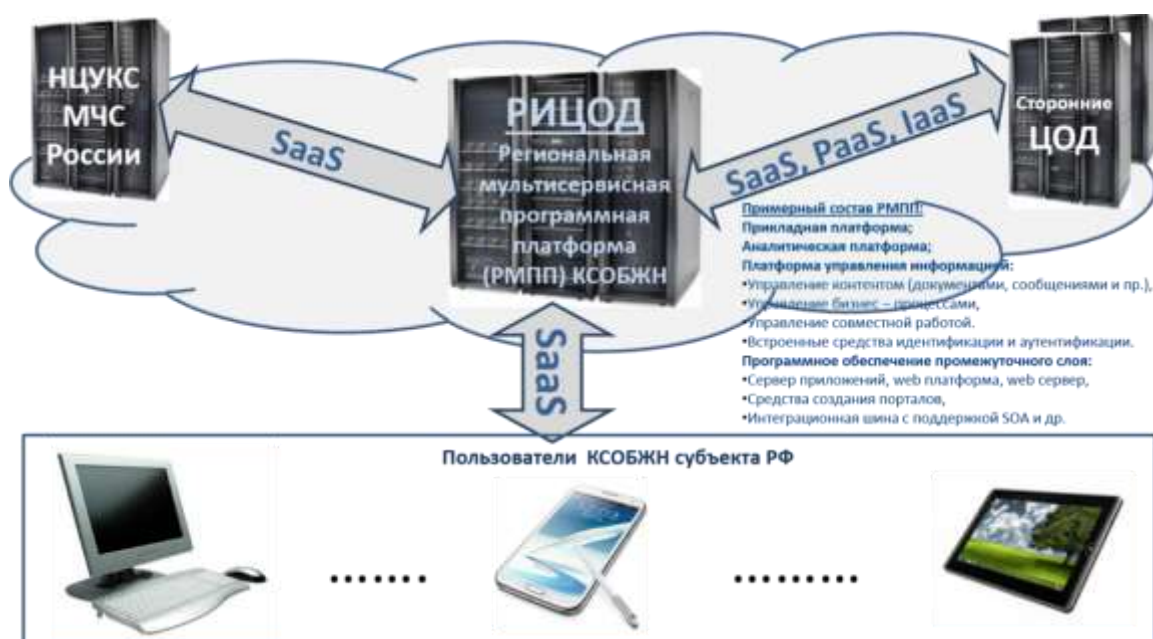 НЦУКС
МЧС
России
SaaS
РИЦОД
Региональная
мультисервисная
программная
платформа
(РМПП) КСОБЖН
SaaS, PaaS, IaaS
Сторонние
ЦОД
Примерный состав РМПП:
Прикладная платформа;
Аналитическая платформа;
Платформа управления информацией:
•Управление контентом (документами, сообщениями и пр.),
•Управление бизнес – процессами,
•Управление совместной работой.
•Встроенные средства идентификации и аутентификации.
Программное обеспечение промежуточного слоя:
•Сервер приложений, web платформа, web сервер,
•Средства создания порталов,
•Интеграционная шина с поддержкой SOA и др.
SaaS
Пользователи КСОБЖН субъекта РФ